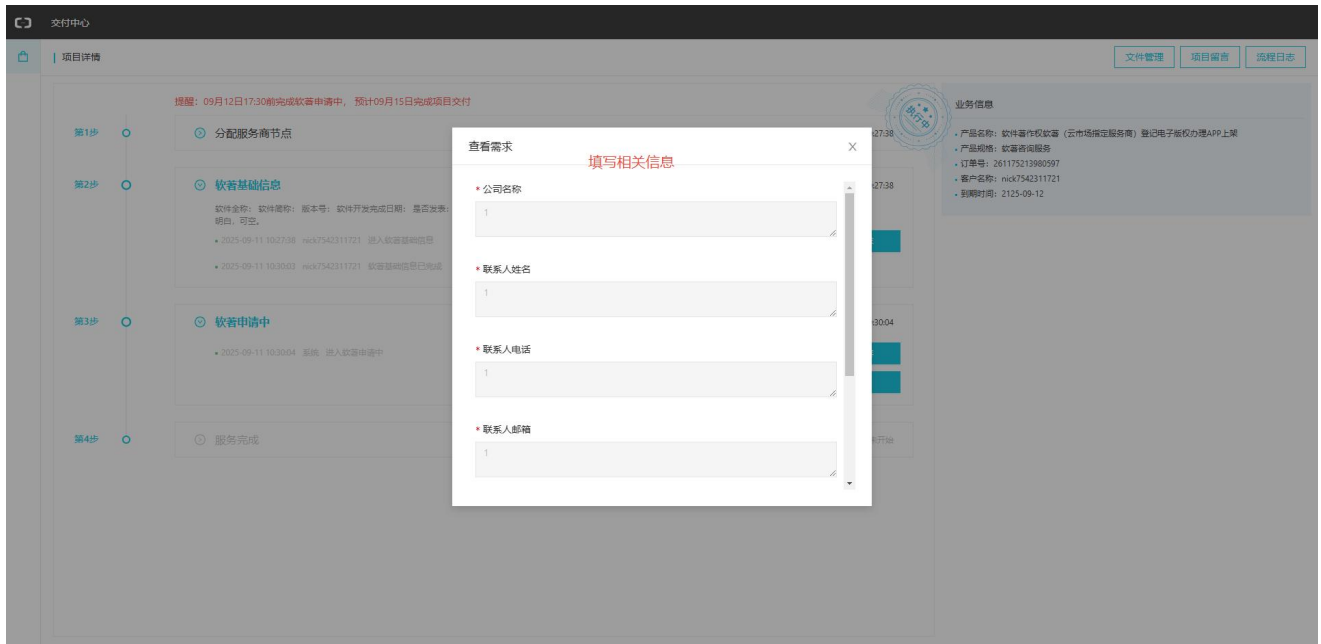 交付中心
项目详情
文件管理
项目留言
流程日志
提醒：09月12日17:30前完成软著申请中，预计09月15日完成项目交付
执行中
业务信息
产品名称：软件著作权软著（云市场指定服务商）登记电子版权办理APP上架
产品规格：软著咨询服务
订单号：261175213980597
客户名称：nick7542311721
到期时间：2125-09-12
第1步
分配服务商节点
:27:38
第2步
软著基础信息
:27:38
软件全称： 软件简称： 版本号： 软件开发完成日期： 是否发表：
明白，可空。
2025-09-11 10:27:38 nick7542311721 进入软著基础信息
2025-09-11 10:30:03 nick7542311721 软著基础信息已完成
第3步
软著申请中
:30:04
2025-09-11 10:30:04 系统 进入软著申请中
第4步
服务完成
未开始
查看需求
X
填写相关信息
* 公司名称
1
* 联系人姓名
1
* 联系人电话
1
* 联系人邮箱
1